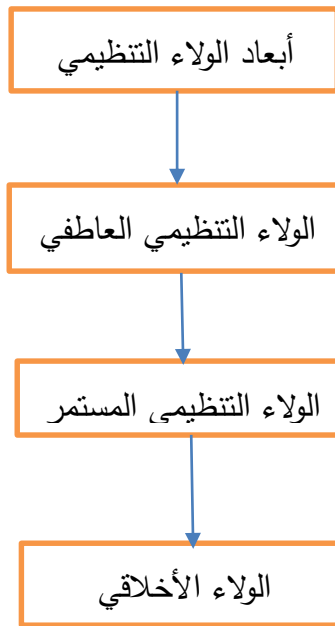 أبعاد الولاء التنظيمي
الولاء التنظيمي العاطفي
الولاء التنظيمي المستمر
الولاء الأخلاقي